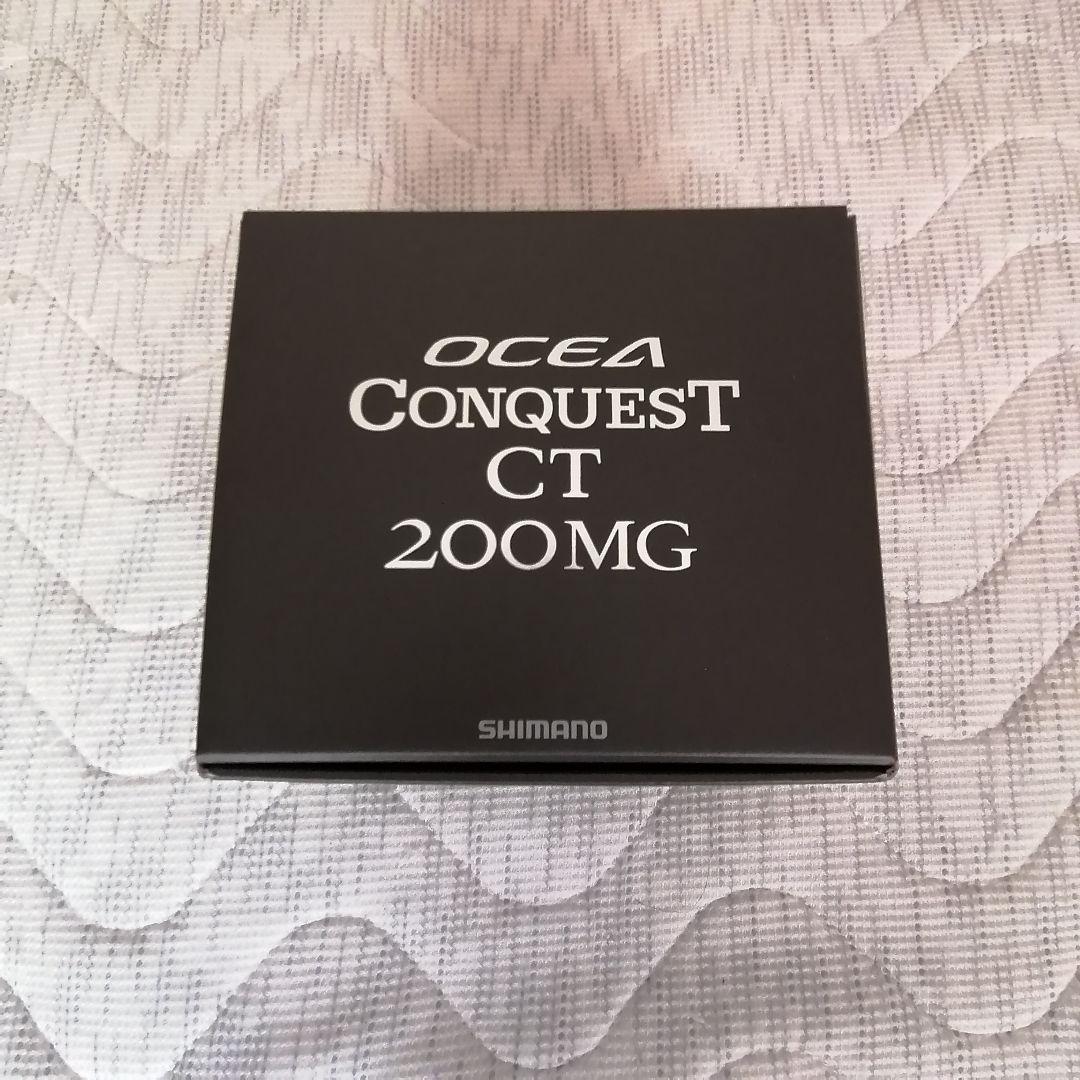 OCEA
CONQUEST
CT
200MG
SHIMANO